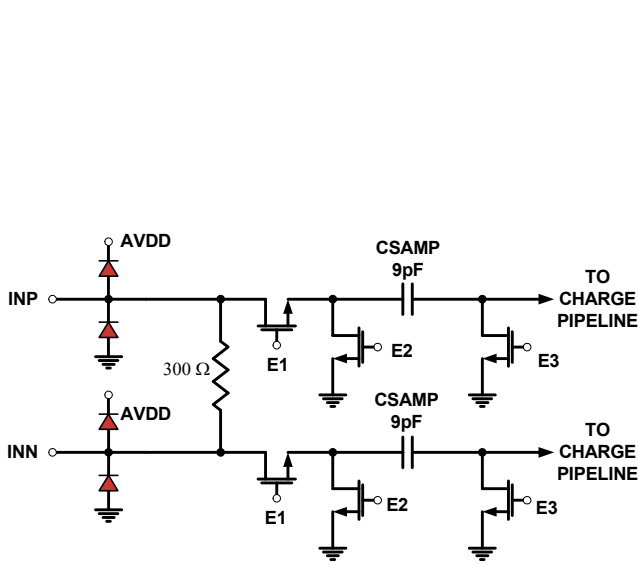 AVDD
CSAMP
9pF
INP
TO
CHARGE
PIPELINE
E1
E2
E3
300 Ω
AVDD
CSAMP
9pF
INN
TO
CHARGE
PIPELINE
E1
E2
E3